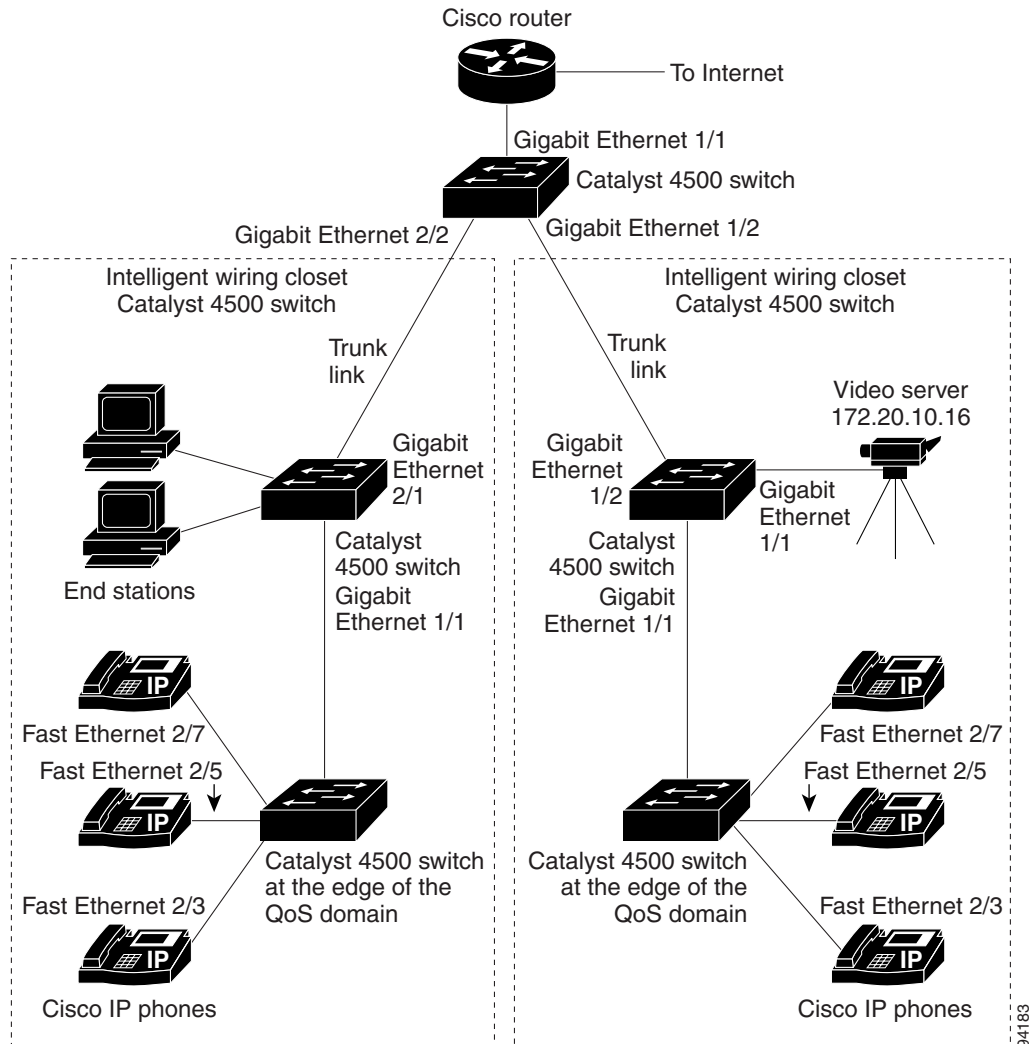 Cisco router
To Internet
Gigabit Ethernet 1/1
Catalyst 4500 switch
Gigabit Ethernet 2/2
Gigabit Ethernet 1/2
Intelligent wiring closet
Catalyst 4500 switch
Trunk
link
Gigabit
Ethernet
2/1
End stations
Catalyst
4500 switch
Gigabit
Ethernet 1/1
IP
Fast Ethernet 2/7
Fast Ethernet 2/5
IP
Fast Ethernet 2/3
IP
Cisco IP phones
Catalyst 4500 switch
at the edge of the
QoS domain
Intelligent wiring closet
Catalyst 4500 switch
Trunk
link
Video server
172.20.10.16
Gigabit
Ethernet
1/2
Gigabit
Ethernet
1/1
Catalyst
4500 switch
Gigabit
Ethernet 1/1
IP
Fast Ethernet 2/7
Fast Ethernet 2/5
IP
Catalyst 4500 switch
at the edge of the
QoS domain
Fast Ethernet 2/3
IP
Cisco IP phones
94183